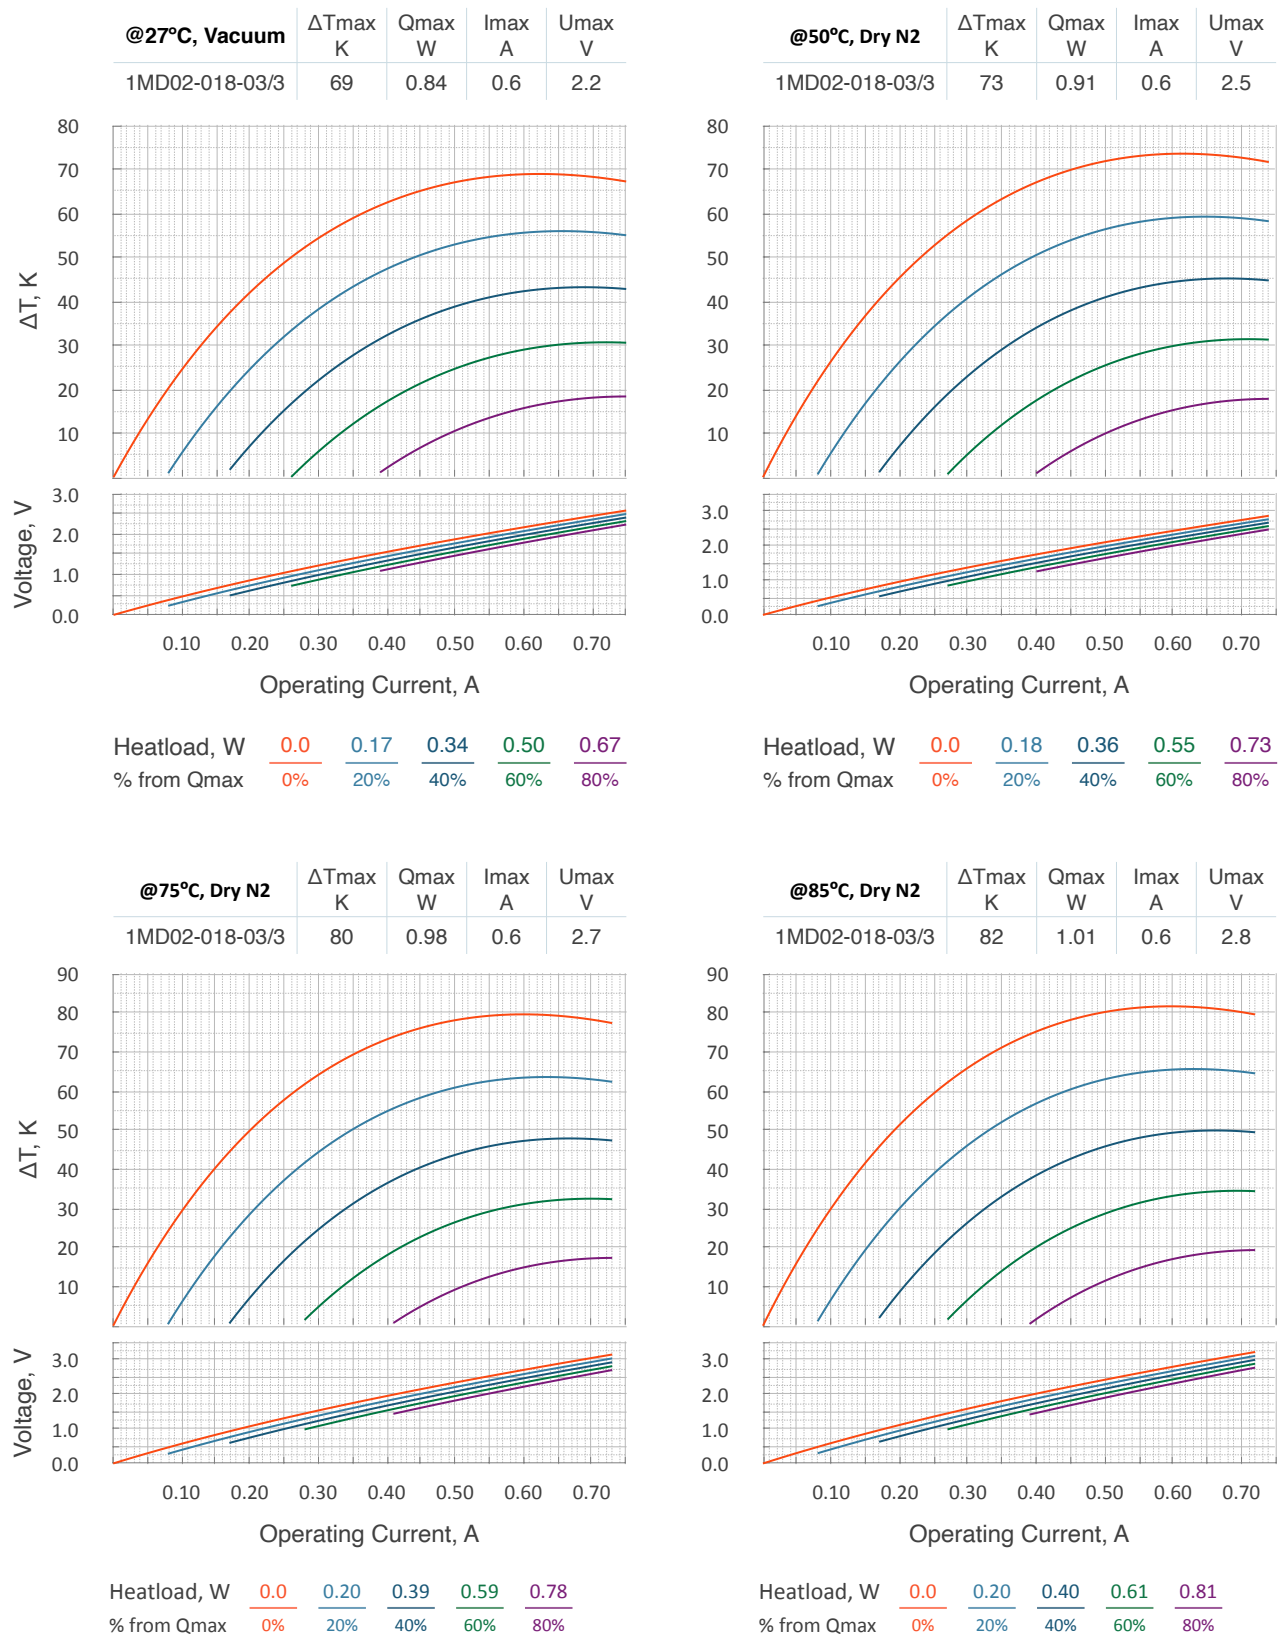 @27ºC, Vacuum ΔTmax K Qmax W Imax A Umax V
1MD02-018-03/3 69 0.84 0.6 2.2
80
70
60
50
40
30
20
10
ΔT, K
3.0
2.0
1.0
0.0
Voltage, V
0.10 0.20 0.30 0.40 0.50 0.60 0.70
Operating Current, A
Heatload, W 0.0 0.17 0.34 0.50 0.67
% from Qmax 0% 20% 40% 60% 80%
@50ºC, Dry N2 ΔTmax K Qmax W Imax A Umax V
1MD02-018-03/3 73 0.91 0.6 2.5
80
70
60
50
40
30
20
10
3.0
2.0
1.0
0.0
0.10 0.20 0.30 0.40 0.50 0.60 0.70
Operating Current, A
Heatload, W 0.0 0.18 0.36 0.55 0.73
% from Qmax 0% 20% 40% 60% 80%
@75ºC, Dry N2 ΔTmax K Qmax W Imax A Umax V
1MD02-018-03/3 80 0.98 0.6 2.7
90
80
70
60
50
40
30
20
10
ΔT, K
3.0
2.0
1.0
0.0
Voltage, V
0.10 0.20 0.30 0.40 0.50 0.60 0.70
Operating Current, A
Heatload, W 0.0 0.20 0.39 0.59 0.78
% from Qmax 0% 20% 40% 60% 80%
@85ºC, Dry N2 ΔTmax K Qmax W Imax A Umax V
1MD02-018-03/3 82 1.01 0.6 2.8
90
80
70
60
50
40
30
20
10
3.0
2.0
1.0
0.0
0.10 0.20 0.30 0.40 0.50 0.60 0.70
Operating Current, A
Heatload, W 0.0 0.20 0.40 0.61 0.81
% from Qmax 0% 20% 40% 60% 80%